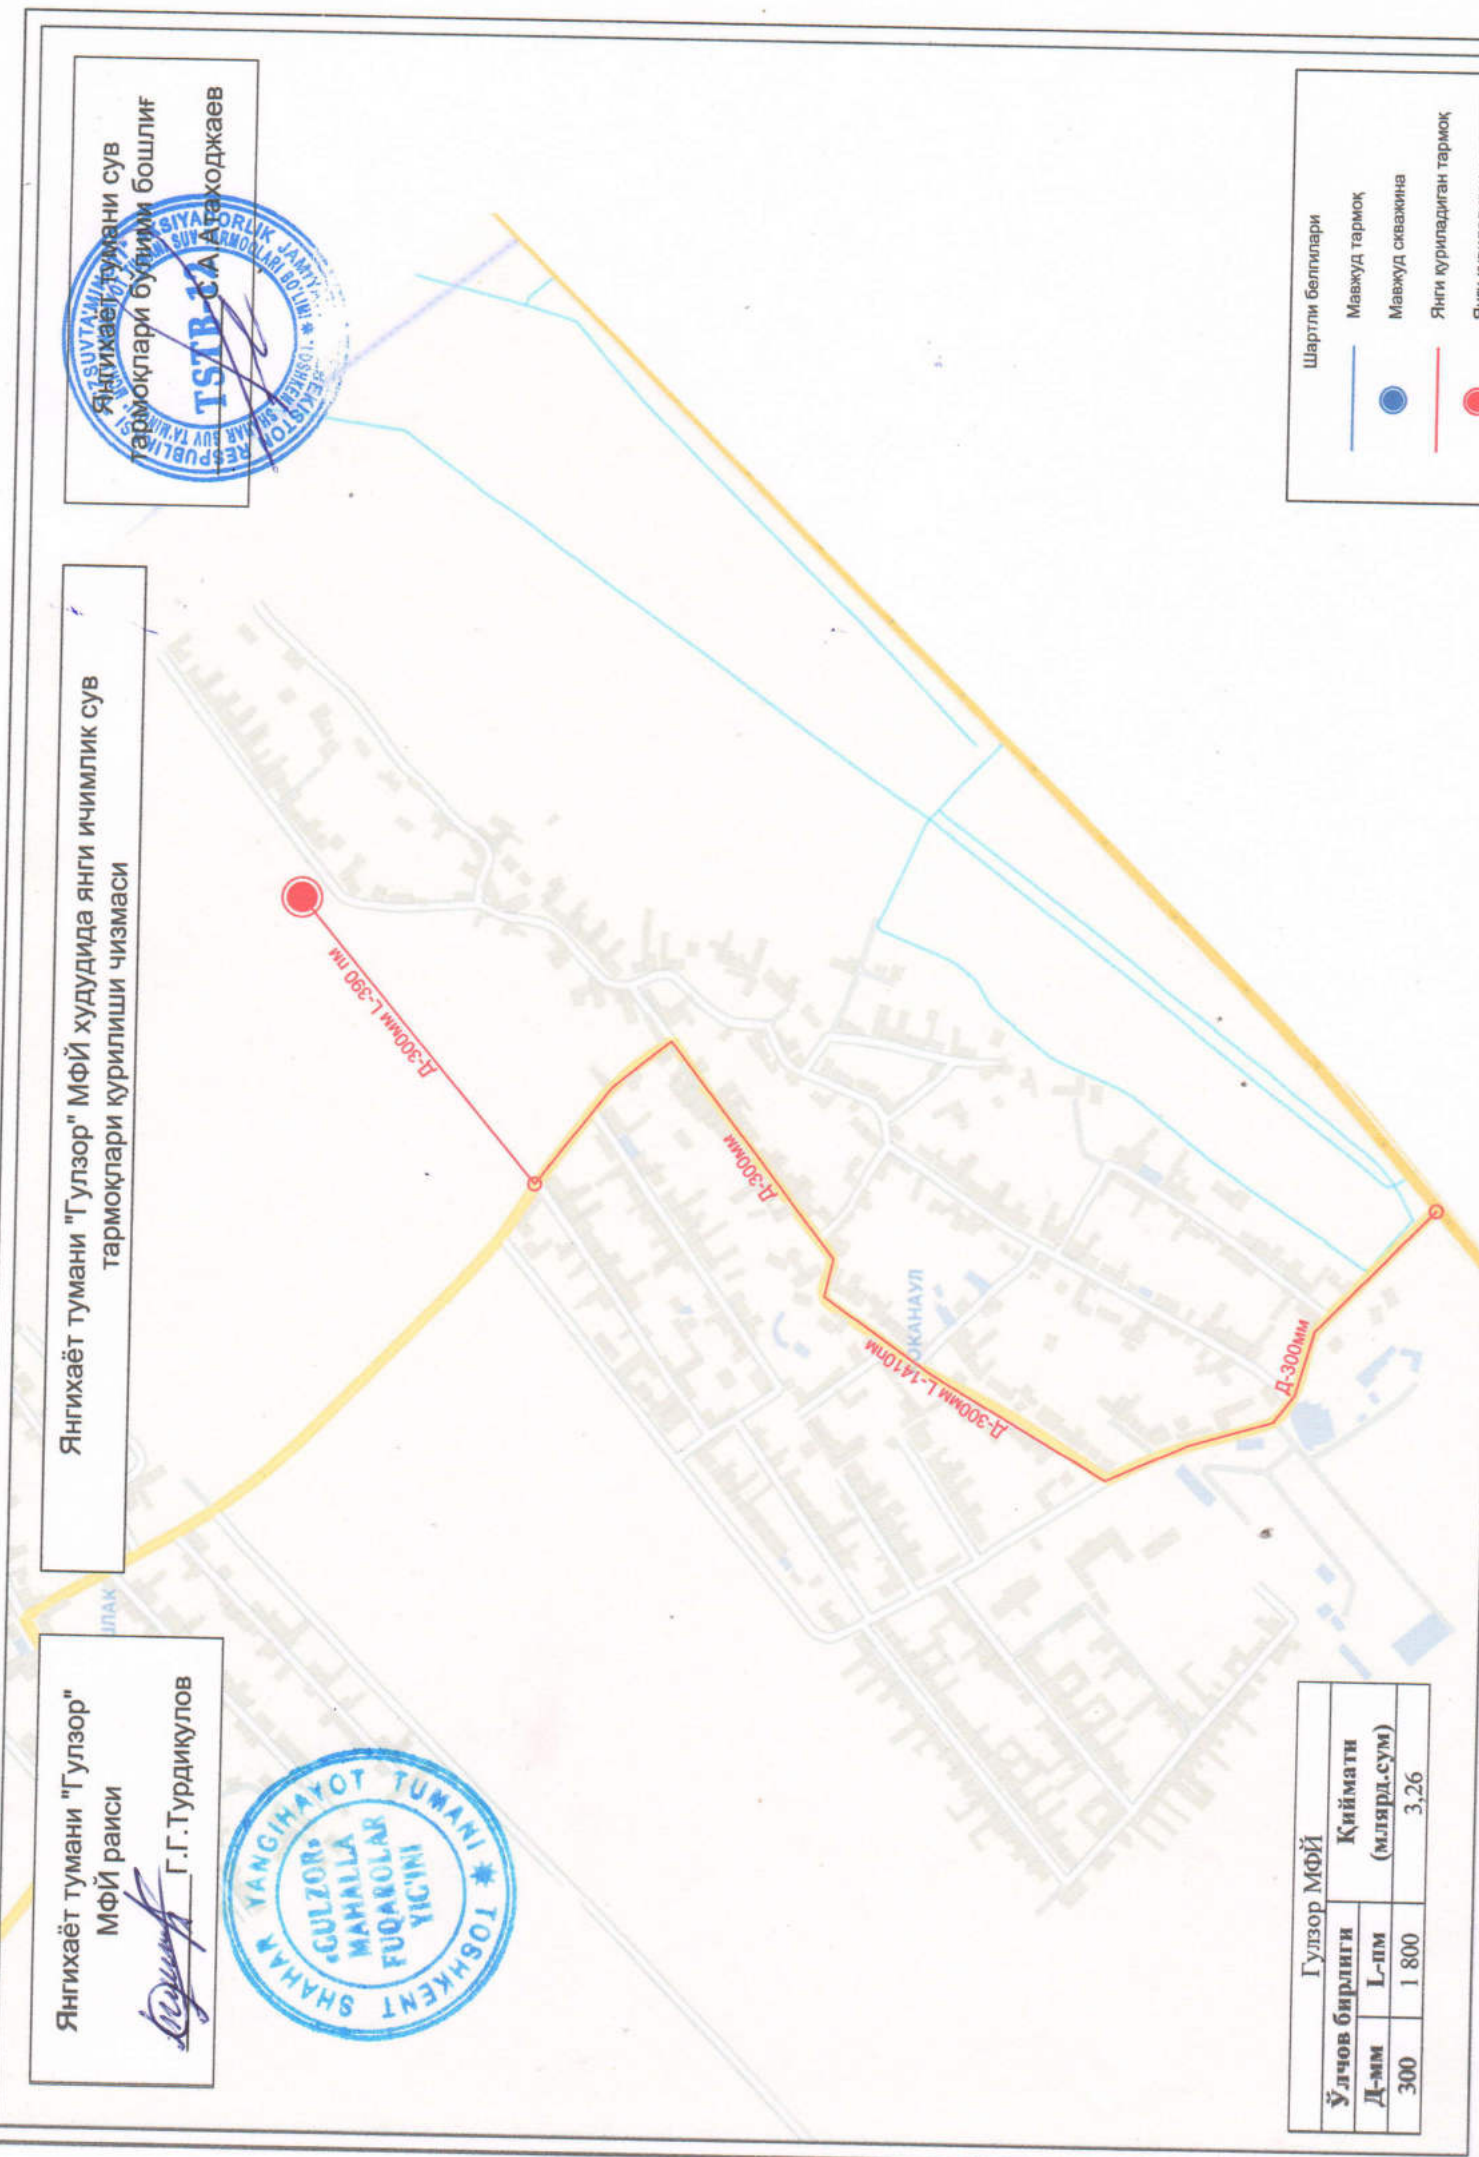 Янгихаёт тумани "Гулзор"
МФЙ раиси
Г.Г.Турдикулов
TOSHKENT SHAHAR YANGIHAYOT TUMANI
«GULZOR»
MAHALLA
FUQAROLAR
YIG'INI
Янгихаёт тумани "Гулзор" МФЙ худудида янги ичимлик сув
тармоқлари қурилиши чизмаси
Янгихаёт тумани сув
тармоқлари бўлими бошлиғ
С.А.Атаходжаев
TSTB-12
Д-300мм L-390 пм
Д-300мм
Д-300мм L-1410пм
Д-300мм
ОКАНАУЛ
ШЛАК
Гулзор МФЙ
Ўлчов бирлиги Қиймати
Д-мм L-пм (млярд.сум)
300 1 800 3,26
Шартли белгилари
Мавжуд тармоқ
Мавжуд скважина
Янги қуриладиган тармоқ